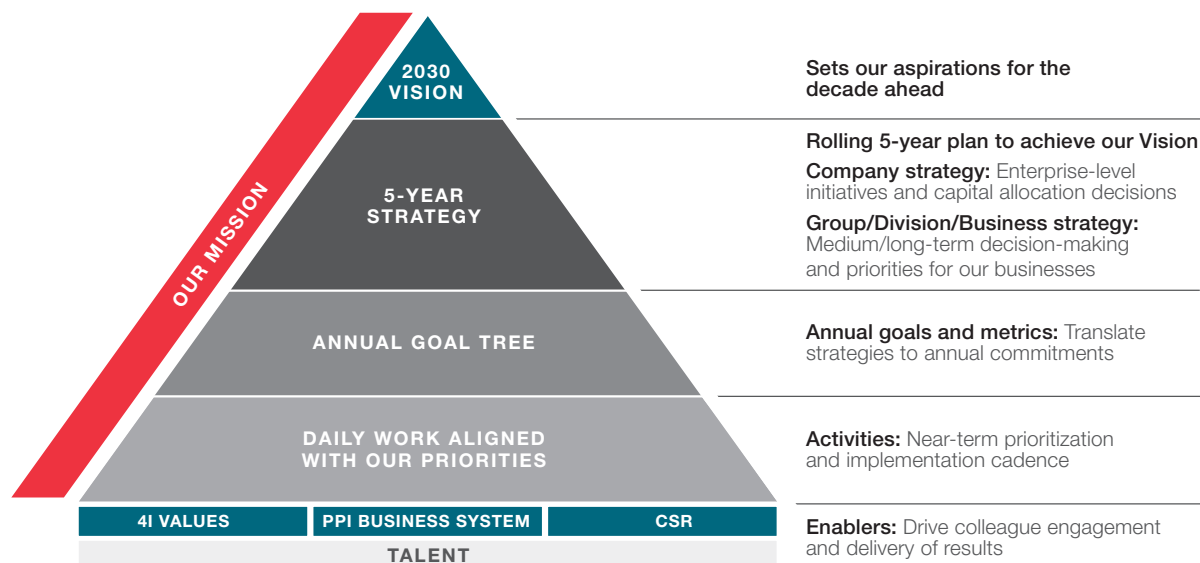 OUR MISSION
2030
VISION
Sets our aspirations for the
decade ahead
5-YEAR
STRATEGY
Rolling 5-year plan to achieve our Vision
Company strategy: Enterprise-level
initiatives and capital allocation decisions
Group/Division/Business strategy:
Medium/long-term decision-making
and priorities for our businesses
ANNUAL GOAL TREE
Annual goals and metrics: Translate
strategies to annual commitments
DAILY WORK ALIGNED
WITH OUR PRIORITIES
Activities: Near-term prioritization
and implementation cadence
4I VALUES
PPI BUSINESS SYSTEM
CSR
TALENT
Enablers: Drive colleague engagement
and delivery of results